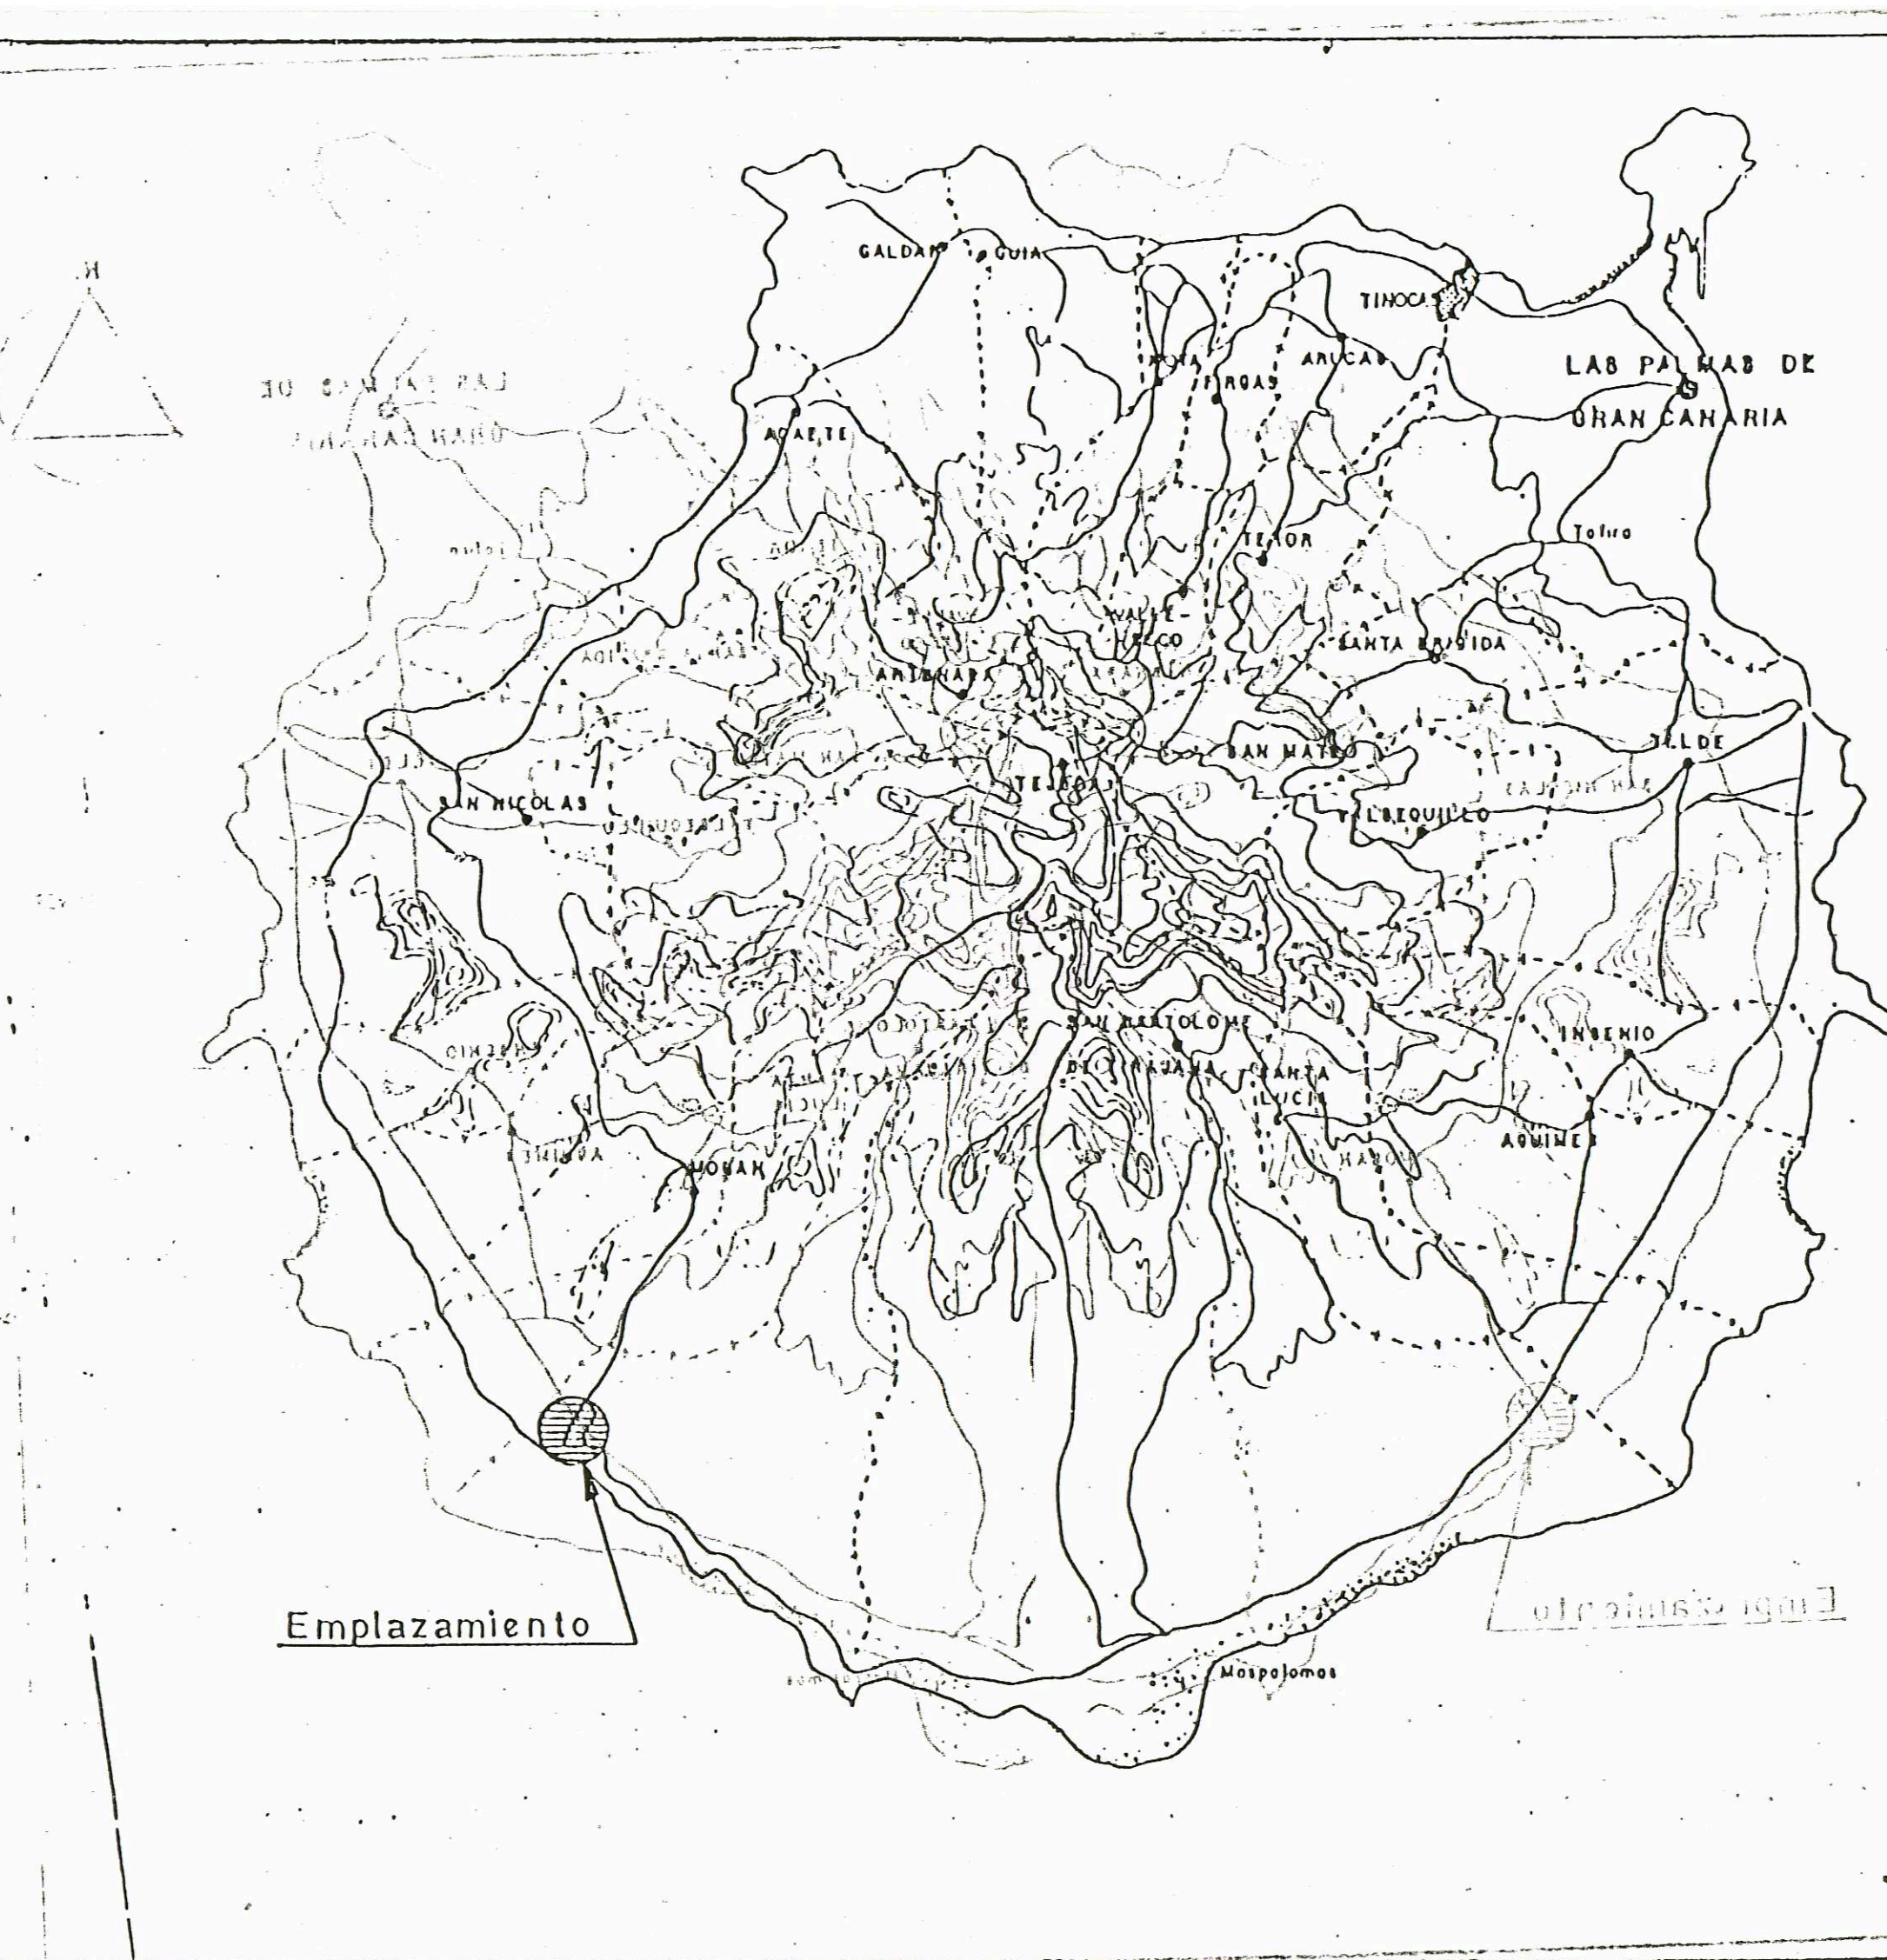 N.
GALDAR
GUIA
TINOCAS
MOYA
FIRGAS
ARUCAS
LAS PALMAS DE
GRAN CANARIA
AGAETE
TEROR
Tafira
VALLE-
SECO
SANTA BRIGIDA
ARTENARA
SAN MATEO
TELDE
TEJEDA
SAN NICOLAS
VALSEQUILLO
SAN BARTOLOME
DE TIRAJANA
INGENIO
SANTA
LUCIA
AGUIMES
MOGAN
Emplazamiento
Maspalomas